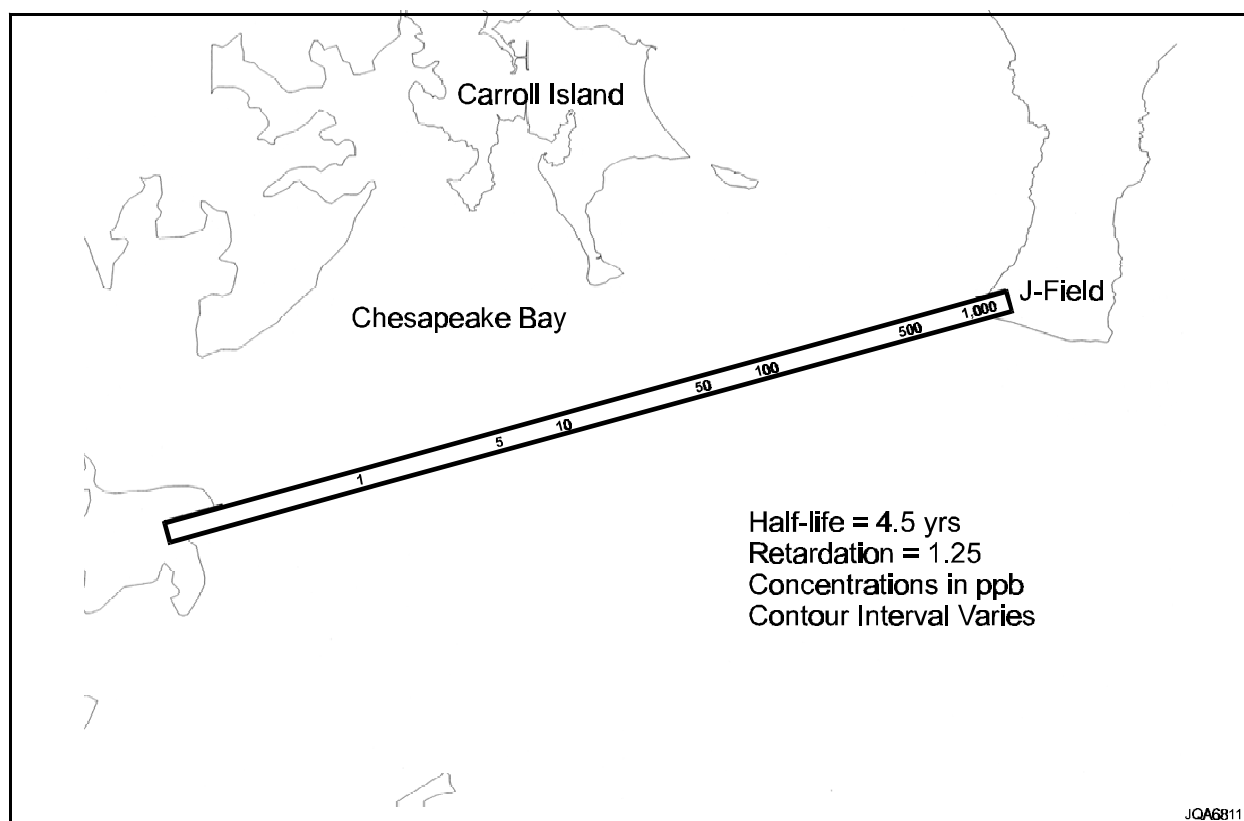 Carroll Island
J-Field
Chesapeake Bay
1,000
500
100
50
10
5
1
Half-life = 4.5 yrs
Retardation = 1.25
Concentrations in ppb
Contour Interval Varies